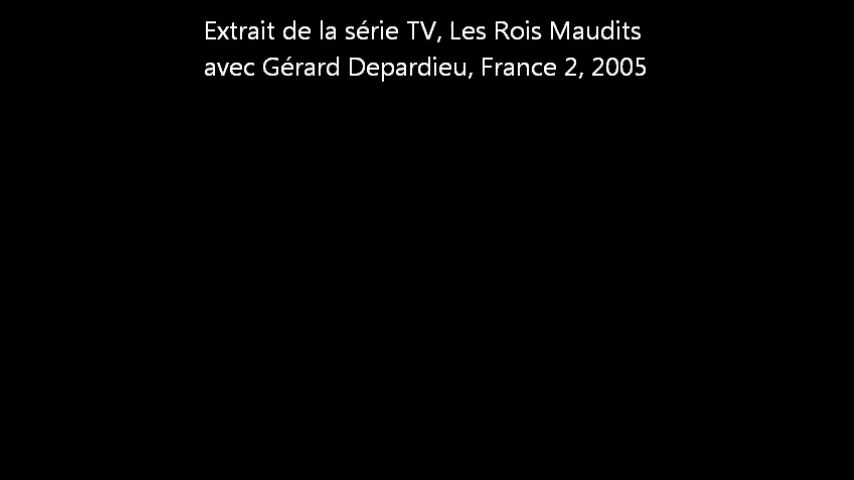 Extrait de la série TV, Les Rois Maudits
avec Gérard Depardieu, France 2, 2005